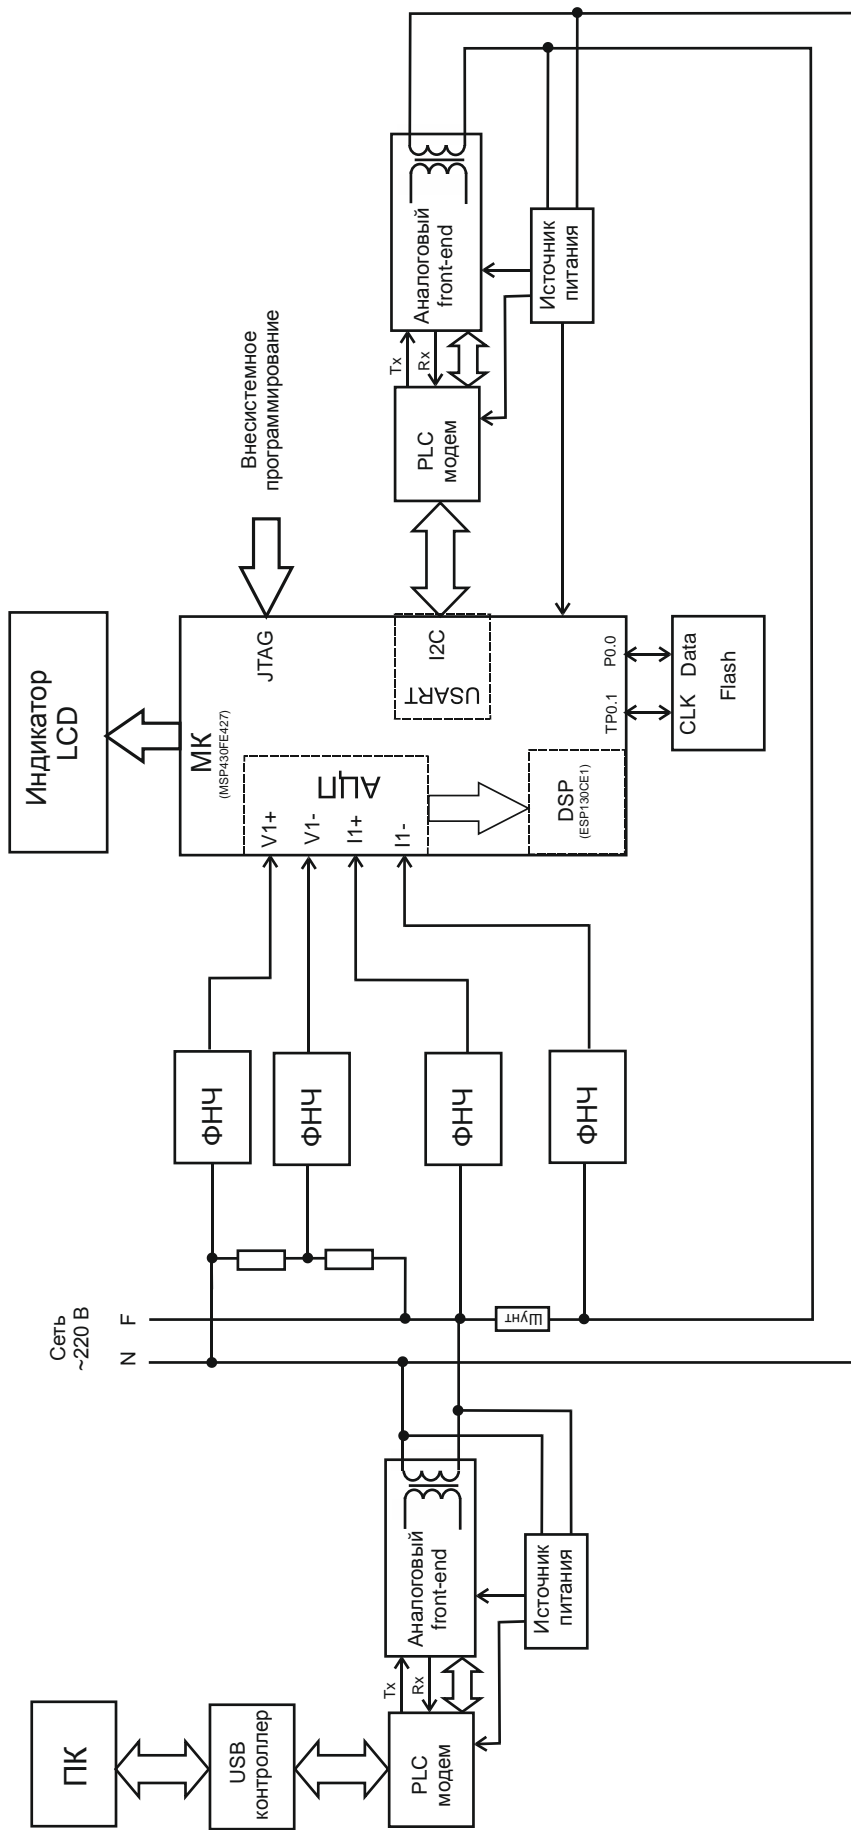 Индикатор
LCD
Внесистемное
программирование
МК
(MSP430FE427)
JTAG
V1+
V1-
I1+
I1-
АЦП
USART
I2C
DSP
(ESP130CE1)
TP0.1
P0.0
CLK
Data
Flash
PLC
модем
Tx
Rx
Аналоговый
front-end
Источник
питания
ФНЧ
ФНЧ
ФНЧ
ФНЧ
Сеть
~220 В
F
N
Шунт
ПК
USB
контроллер
PLC
модем
Tx
Rx
Аналоговый
front-end
Источник
питания